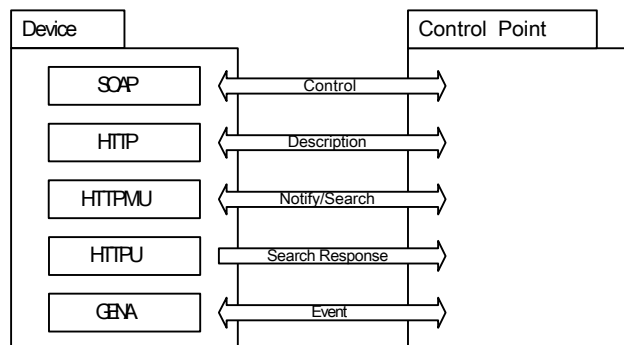 Device
Control Point
SOAP
Control
HTTP
Description
HTTPMU
Notify/Search
HTTPU
Search Response
GENA
Event